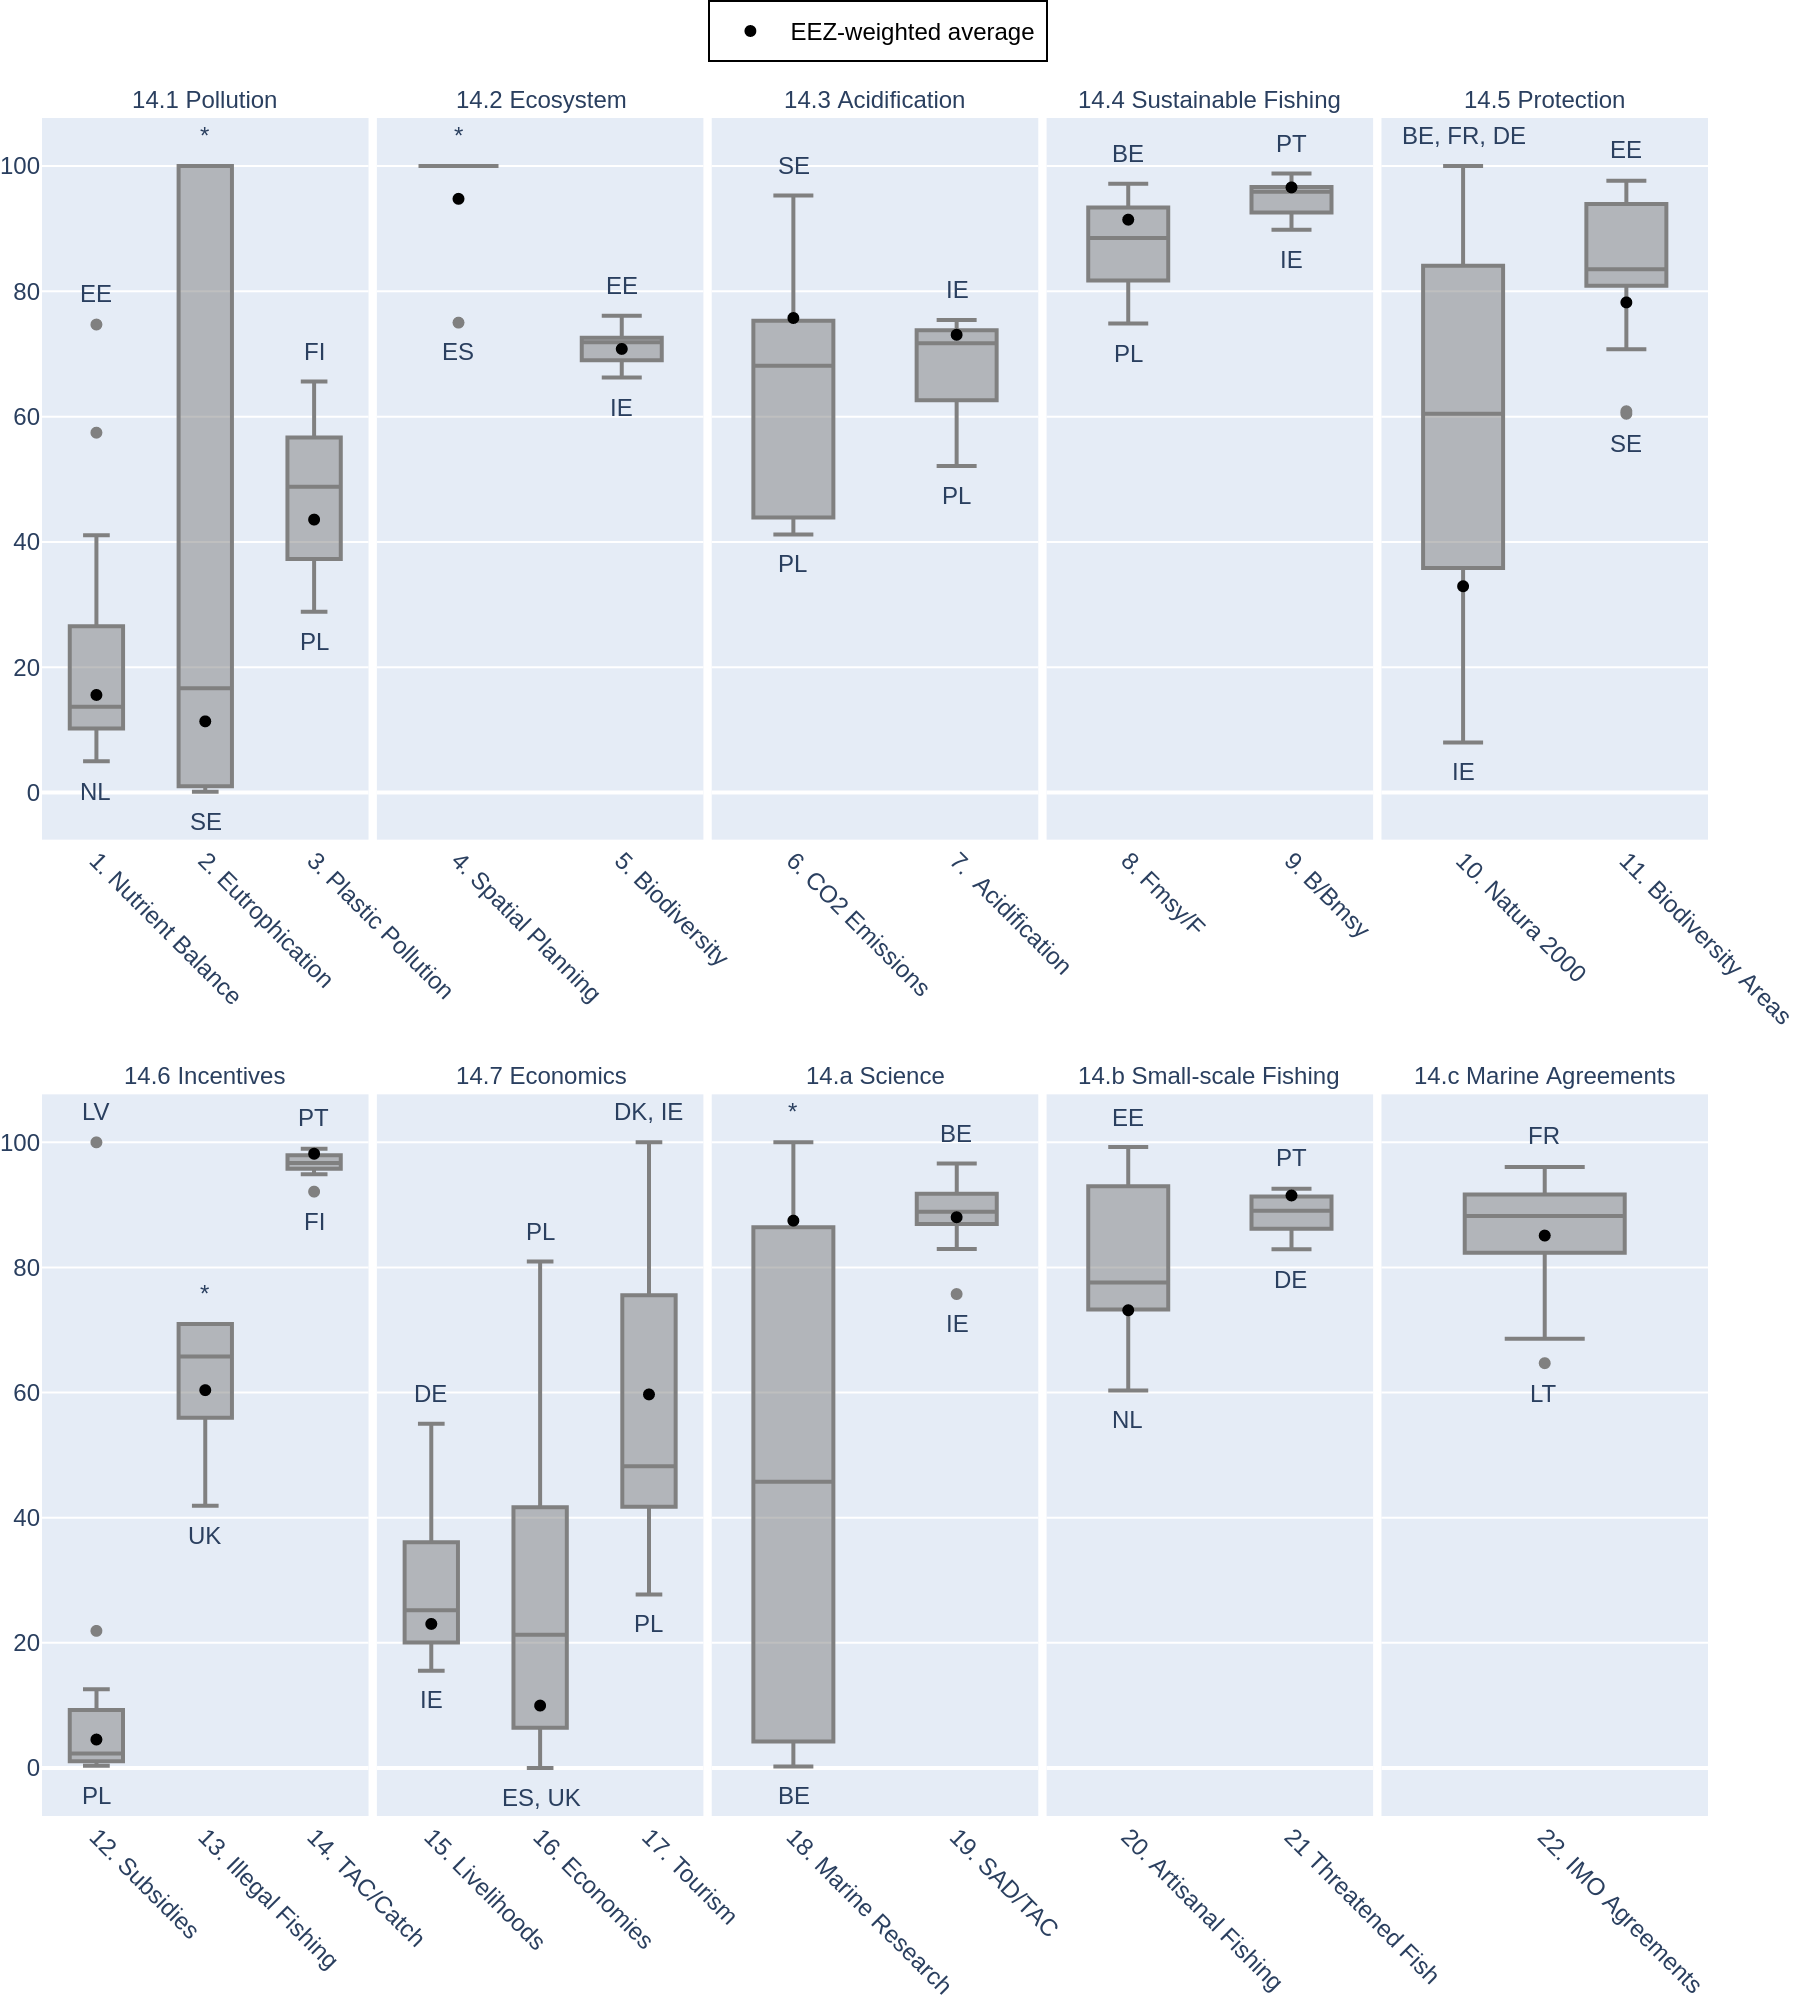 EEZ-weighted average
14.1 Pollution
14.2 Ecosystem
14.3 Acidification
14.4 Sustainable Fishing
14.5 Protection
100
80
60
40
20
0
EE
NL
*
SE
FI
PL
*
ES
EE
IE
SE
PL
IE
PL
BE
PL
PT
IE
BE, FR, DE
IE
EE
SE
1. Nutrient Balance
2. Eutrophication
3. Plastic Pollution
4. Spatial Planning
5. Biodiversity
6. CO2 Emissions
7. Acidification
8. Fmsy/F
9. B/Bmsy
10. Natura 2000
11. Biodiversity Areas
14.6 Incentives
14.7 Economics
14.a Science
14.b Small-scale Fishing
14.c Marine Agreements
100
80
60
40
20
0
LV
PL
*
UK
PT
FI
DE
IE
PL
ES, UK
DK, IE
PL
*
BE
BE
IE
EE
NL
PT
DE
FR
LT
12. Subsidies
13. Illegal Fishing
14. TAC/Catch
15. Livelihoods
16. Economies
17. Tourism
18. Marine Research
19. SAD/TAC
20. Artisanal Fishing
21 Threatened Fish
22. IMO Agreements